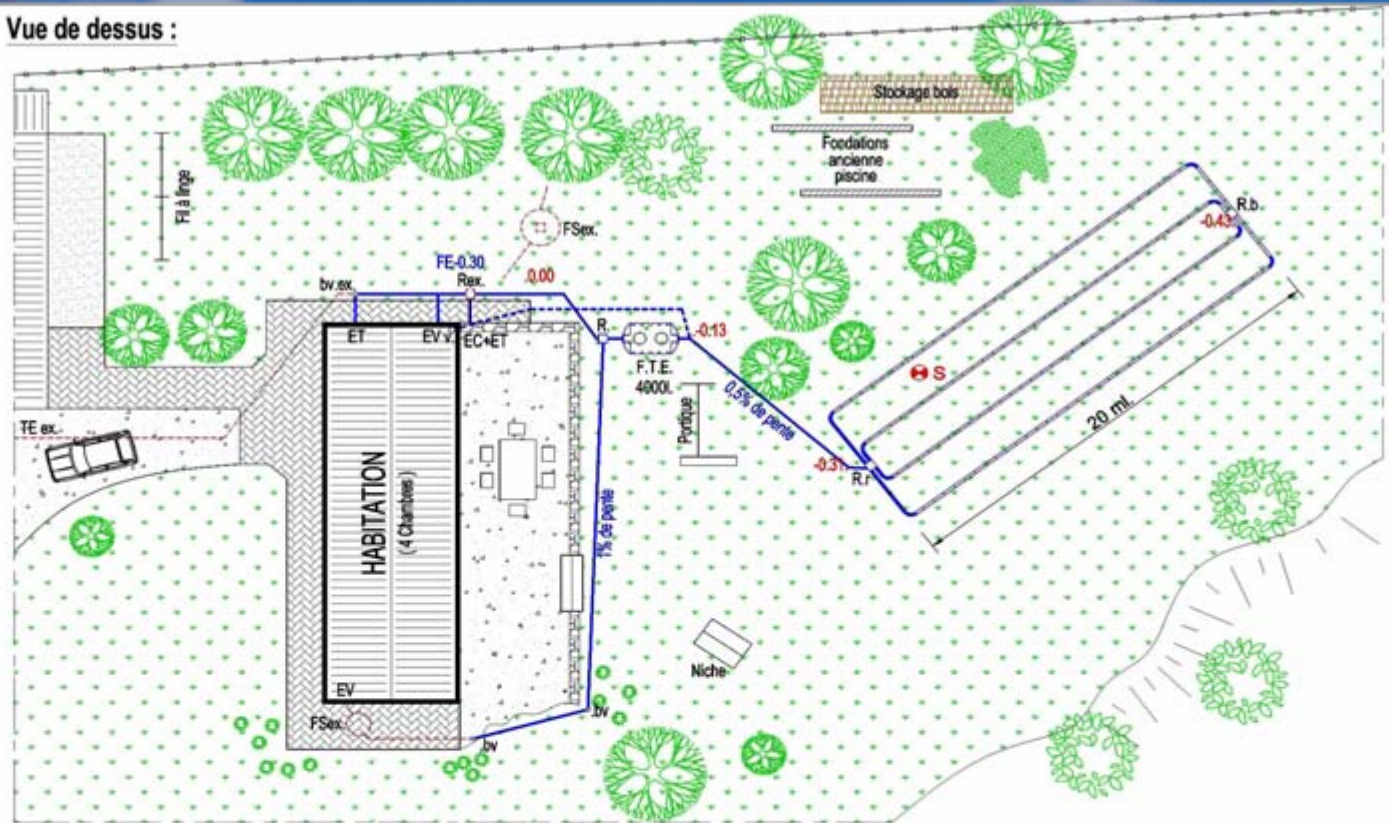 Vue de dessus :
Stockage bois
Fondations
ancienne
piscine
Fil à linge
R.b
-0.43
FSex.
FE-0.30
Rex.
0.00
bv.ex.
ET
EV v.
EC+ET
R
-0.13
F.T.E.
4000l.
S
0,5% de pente
Portique
20 ml.
TE ex.
-0.31
R.r
HABITATION
( 4 Chambres )
1% de pente
Niche
EV
FSex.
bv
bv